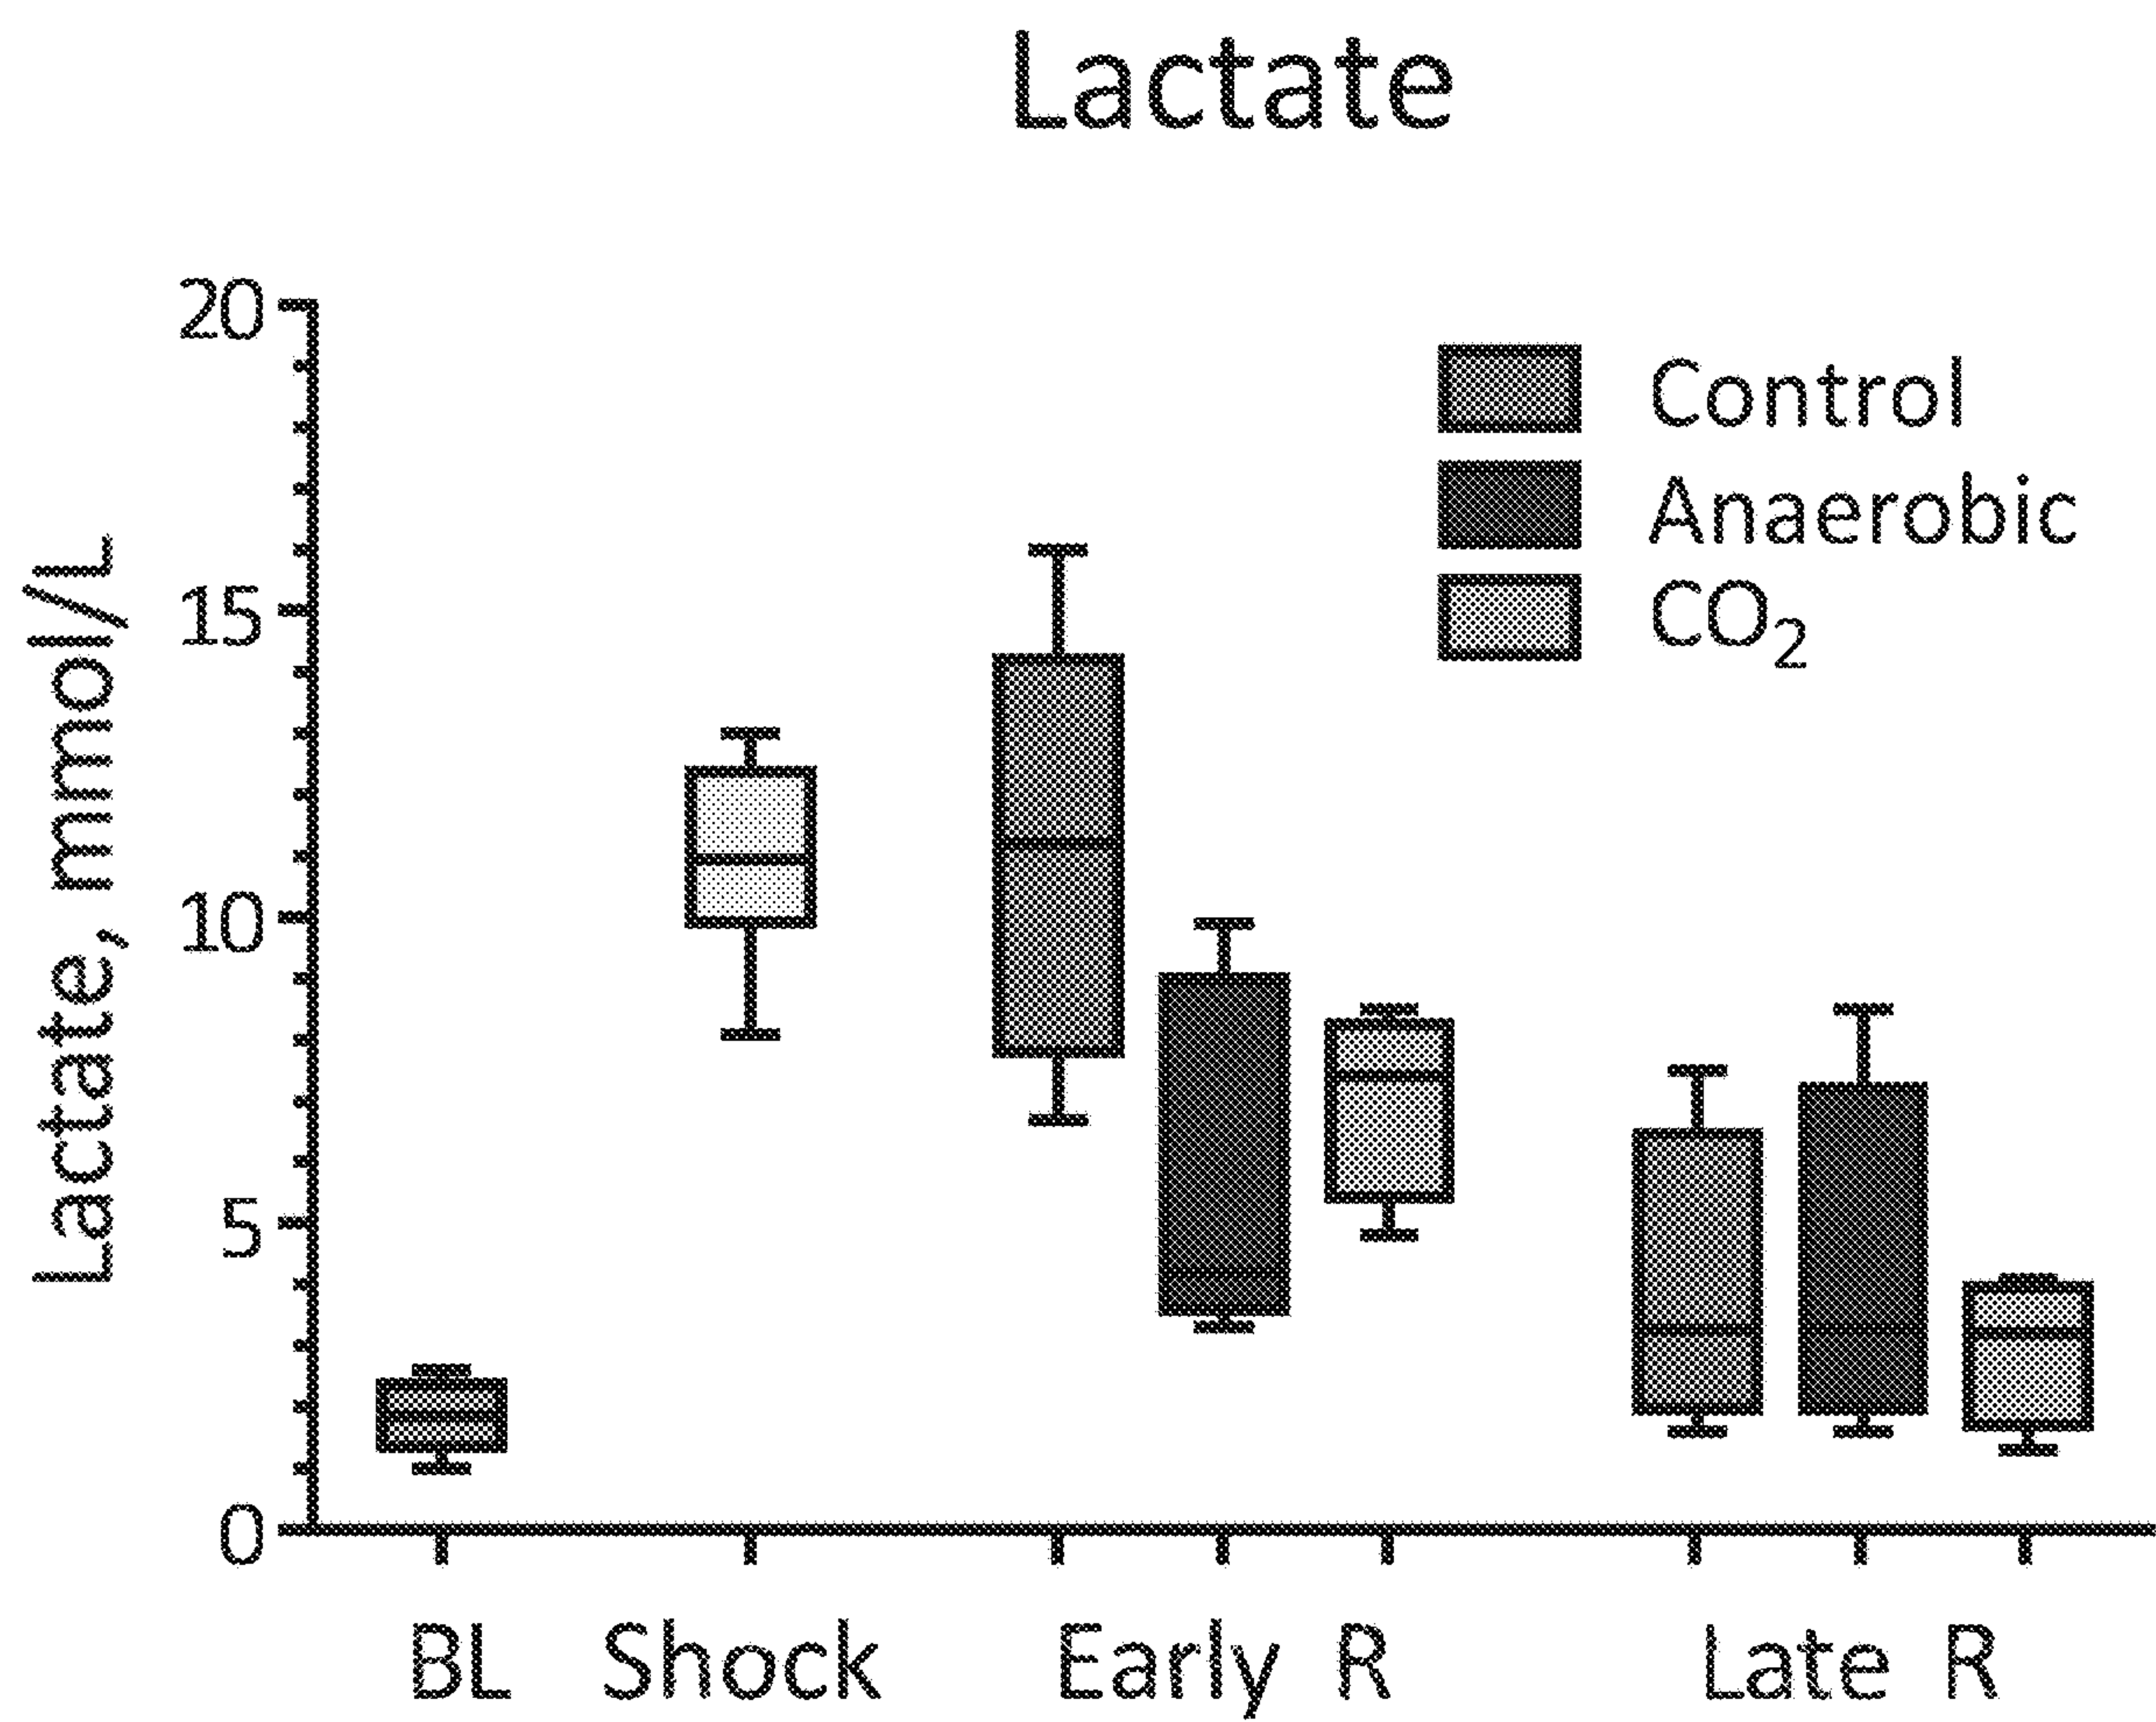 Lactate
Lactate, mmol/L
20
15
10
5
0
Control
Anaerobic
CO₂
BL Shock Early R Late R